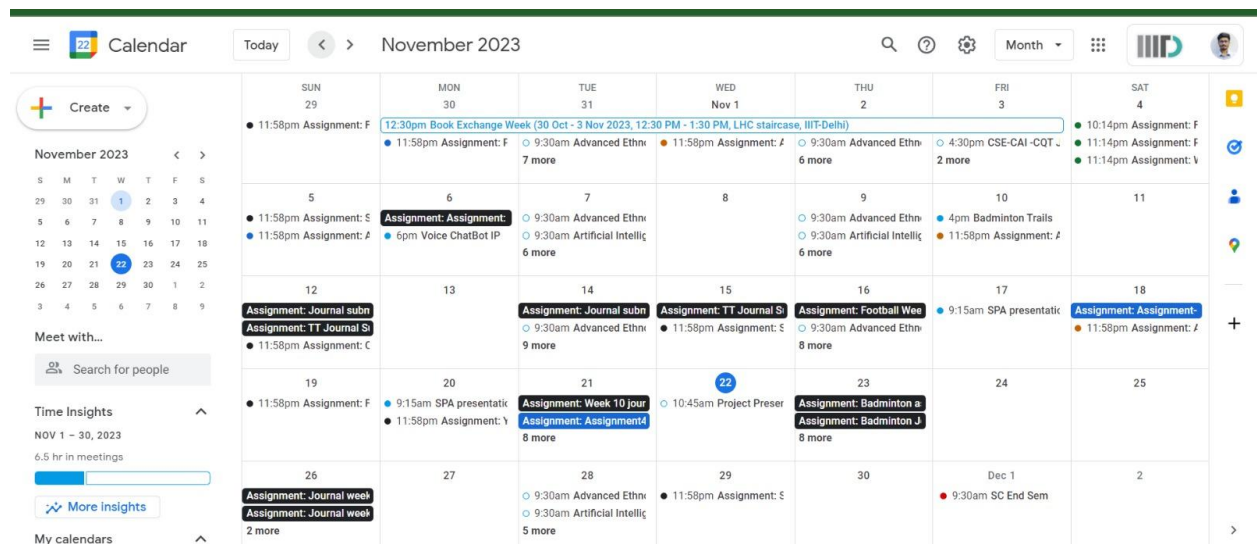 22 Calendar Today November 2023 Month IIITD
Create
November 2023
S M T W T F S
29 30 31 1 2 3 4
5 6 7 8 9 10 11
12 13 14 15 16 17 18
19 20 21 22 23 24 25
26 27 28 29 30 1 2
3 4 5 6 7 8 9
Meet with...
Search for people
Time Insights
NOV 1 – 30, 2023
6.5 hr in meetings
More insights
My calendars
SUN MON TUE WED THU FRI SAT
29 30 31 Nov 1 2 3 4
12:30pm Book Exchange Week (30 Oct - 3 Nov 2023, 12:30 PM - 1:30 PM, LHC staircase, IIIT-Delhi)
11:58pm Assignment: F
11:58pm Assignment: F
9:30am Advanced Ethn
7 more
11:58pm Assignment: A
9:30am Advanced Ethn
6 more
4:30pm CSE-CAI -CQT J
2 more
10:14pm Assignment: F
11:14pm Assignment: F
11:14pm Assignment: V
5 6 7 8 9 10 11
11:58pm Assignment: S
11:58pm Assignment: A
Assignment: Assignment:
6pm Voice ChatBot IP
9:30am Advanced Ethn
9:30am Artificial Intellig
6 more
9:30am Advanced Ethn
9:30am Artificial Intellig
6 more
4pm Badminton Trails
11:58pm Assignment: A
12 13 14 15 16 17 18
Assignment: Journal subn
Assignment: TT Journal S
11:58pm Assignment: C
Assignment: Journal subn
9:30am Advanced Ethn
9 more
Assignment: TT Journal S
11:58pm Assignment: S
Assignment: Football Wee
9:30am Advanced Ethn
8 more
9:15am SPA presentatic
Assignment: Assignment-
11:58pm Assignment: A
19 20 21 22 23 24 25
11:58pm Assignment: F
9:15am SPA presentatic
11:58pm Assignment: Y
Assignment: Week 10 jour
Assignment: Assignment4
8 more
10:45am Project Preser
Assignment: Badminton a
Assignment: Badminton J
8 more
26 27 28 29 30 Dec 1 2
Assignment: Journal week
Assignment: Journal week
2 more
9:30am Advanced Ethn
9:30am Artificial Intellig
5 more
11:58pm Assignment: S
9:30am SC End Sem